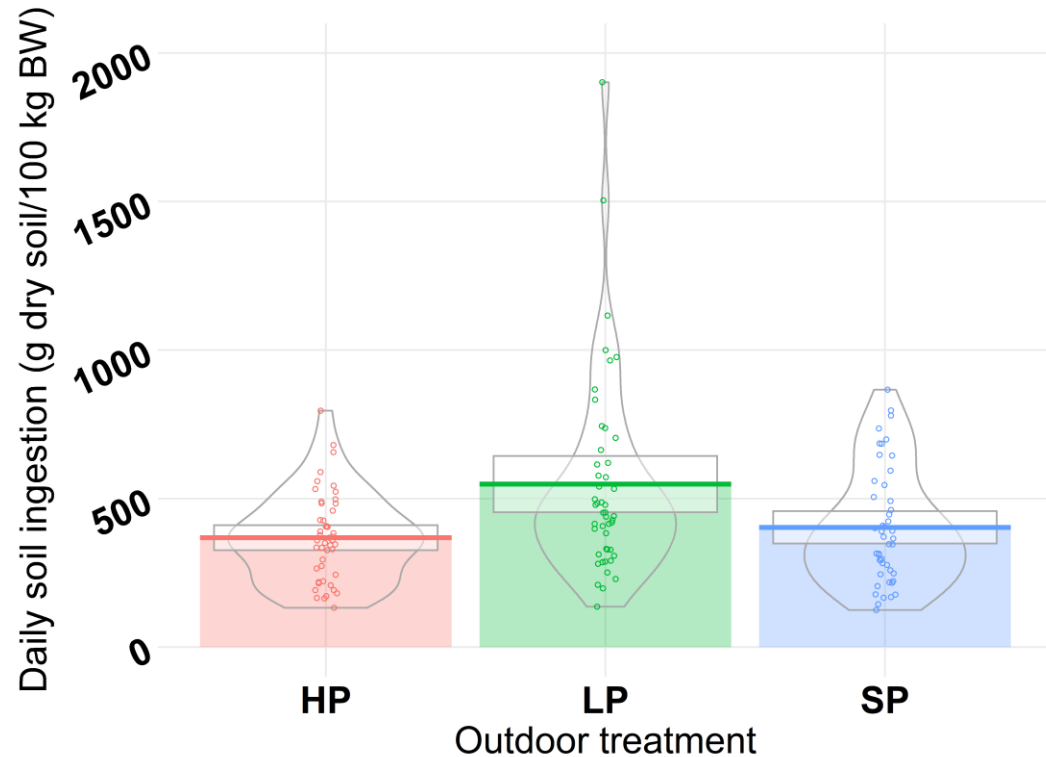 Daily soil ingestion (g dry soil/100 kg BW)
2000
1500
1000
500
0
HP LP SP
Outdoor treatment